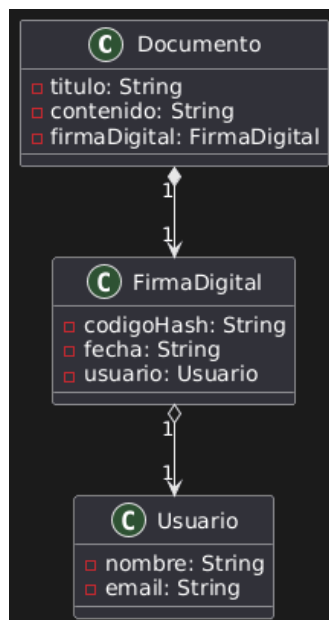 C Documento
titulo: String
contenido: String
firmaDigital: FirmaDigital
1
1
C FirmaDigital
codigoHash: String
fecha: String
usuario: Usuario
1
1
C Usuario
nombre: String
email: String